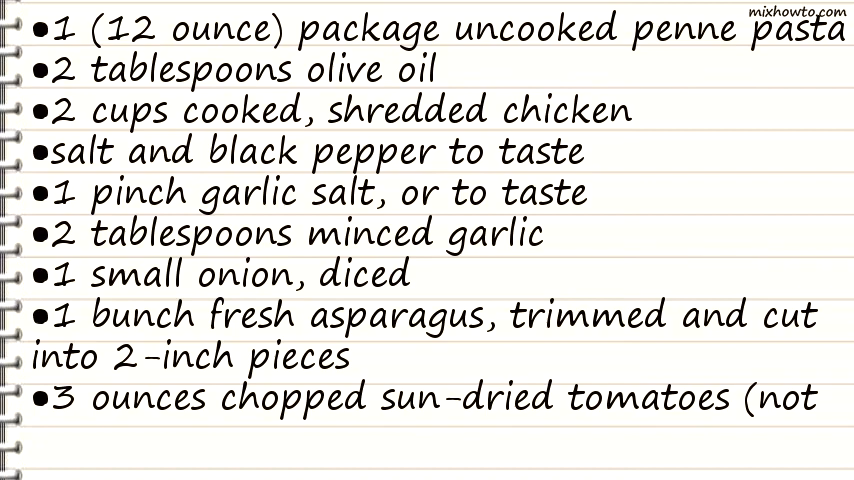 mixhowto.com
•1 (12 ounce) package uncooked penne pasta
•2 tablespoons olive oil
•2 cups cooked, shredded chicken
•salt and black pepper to taste
•1 pinch garlic salt, or to taste
•2 tablespoons minced garlic
•1 small onion, diced
•1 bunch fresh asparagus, trimmed and cut
into 2-inch pieces
•3 ounces chopped sun-dried tomatoes (not